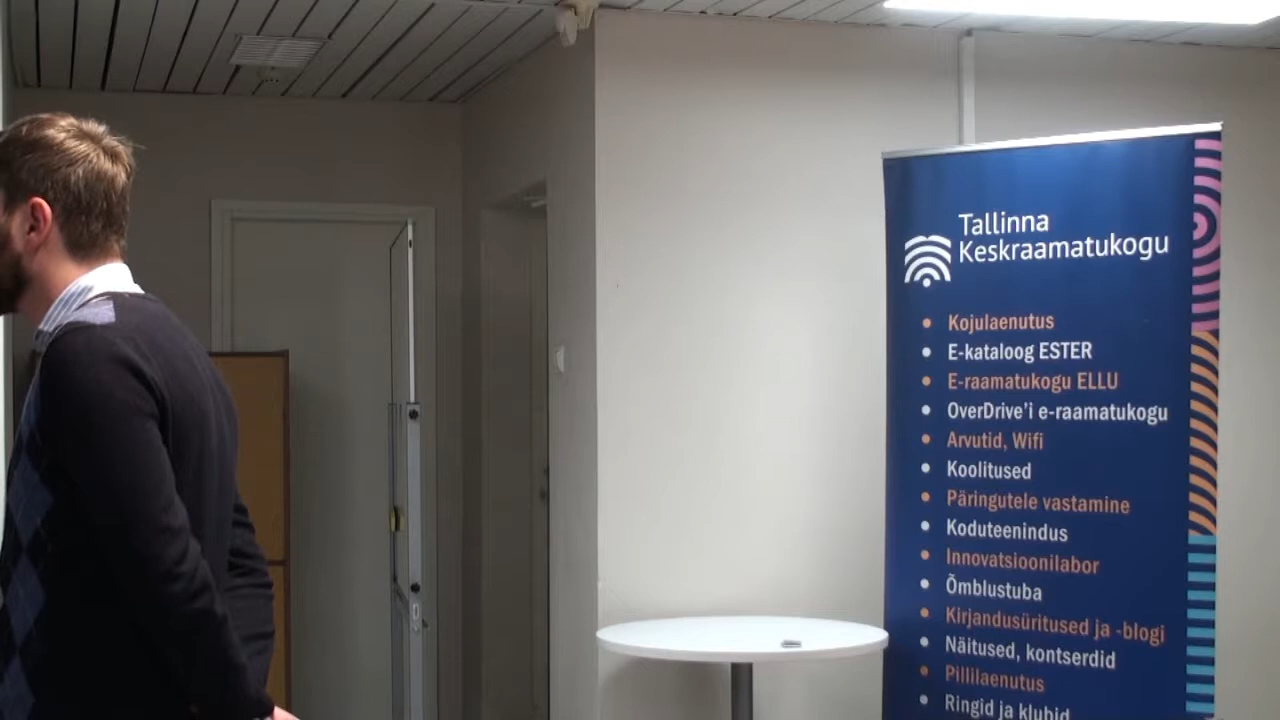 Tallinna
Keskraamatukogu
• Kojulaenutus
• E-kataloog ESTER
• E-raamatukogu ELLU
• OverDrive'i e-raamatukogu
• Arvutid, Wifi
• Koolitused
• Päringutele vastamine
• Koduteenindus
• Innovatsioonilabor
• Õmblustuba
• Kirjandusüritused ja -blogi
• Näitused, kontserdid
• Pillilaenutus
• Ringid ja klubid